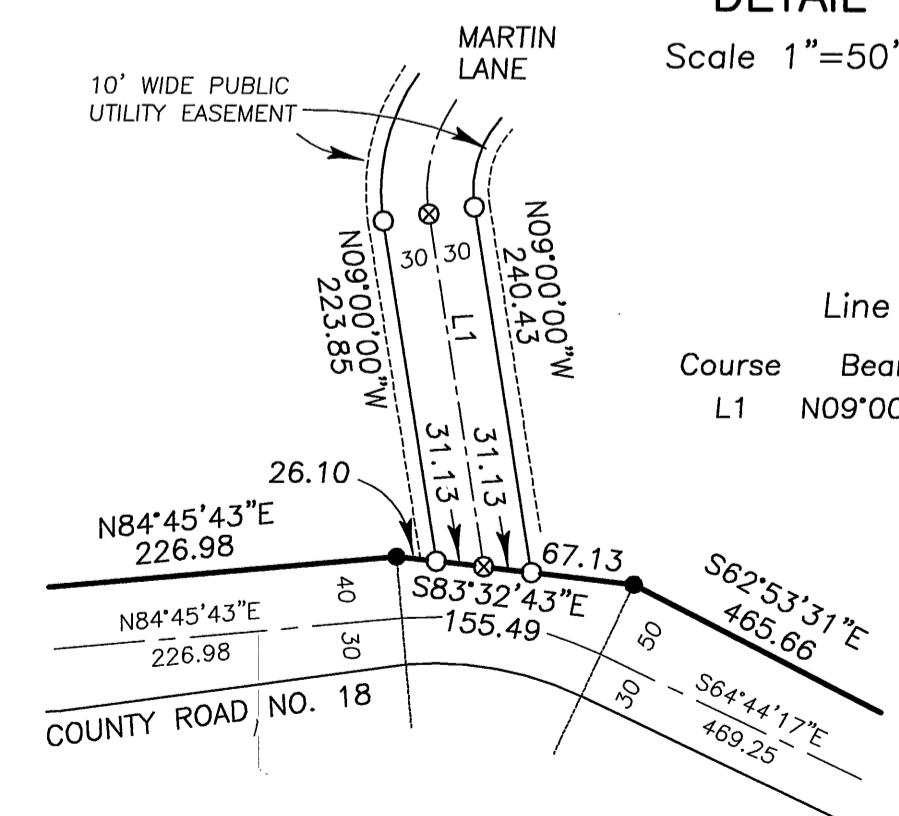 DETAIL
Scale 1"=50'
MARTIN
LANE
10' WIDE PUBLIC
UTILITY EASEMENT
N09°00'00"W
223.85
30
30
N09°00'00"W
240.43
L1
Line
Course
L1 N09°00
31.13
31.13
26.10
N84°45'43"E
226.98
67.13
S83°32'43"E
155.49
S62°53'31"E
465.66
N84°45'43"E
226.98
40
30
50
30
S64°44'17"E
469.25
COUNTY ROAD NO. 18